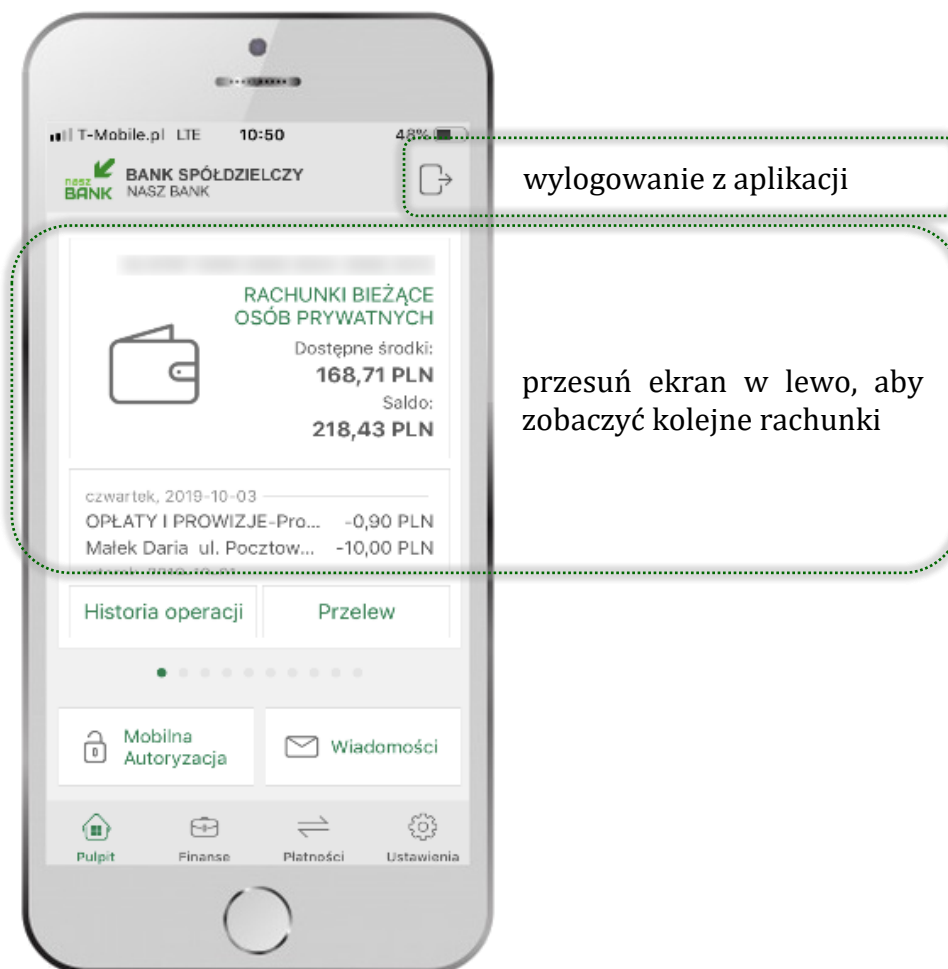 T-Mobile.pl LTE 10:50 48%
nasz BANK
BANK SPÓŁDZIELCZY
NASZ BANK
wylogowanie z aplikacji
RACHUNKI BIEŻĄCE
OSÓB PRYWATNYCH
Dostępne środki:
168,71 PLN
Saldo:
218,43 PLN
przesuń ekran w lewo, aby
zobaczyć kolejne rachunki
czwartek, 2019-10-03
OPŁATY I PROWIZJE-Pro... -0,90 PLN
Małek Daria ul. Pocztow... -10,00 PLN
Historia operacji Przelew
Mobilna
Autoryzacja
Wiadomości
Pulpit Finanse Płatności Ustawienia